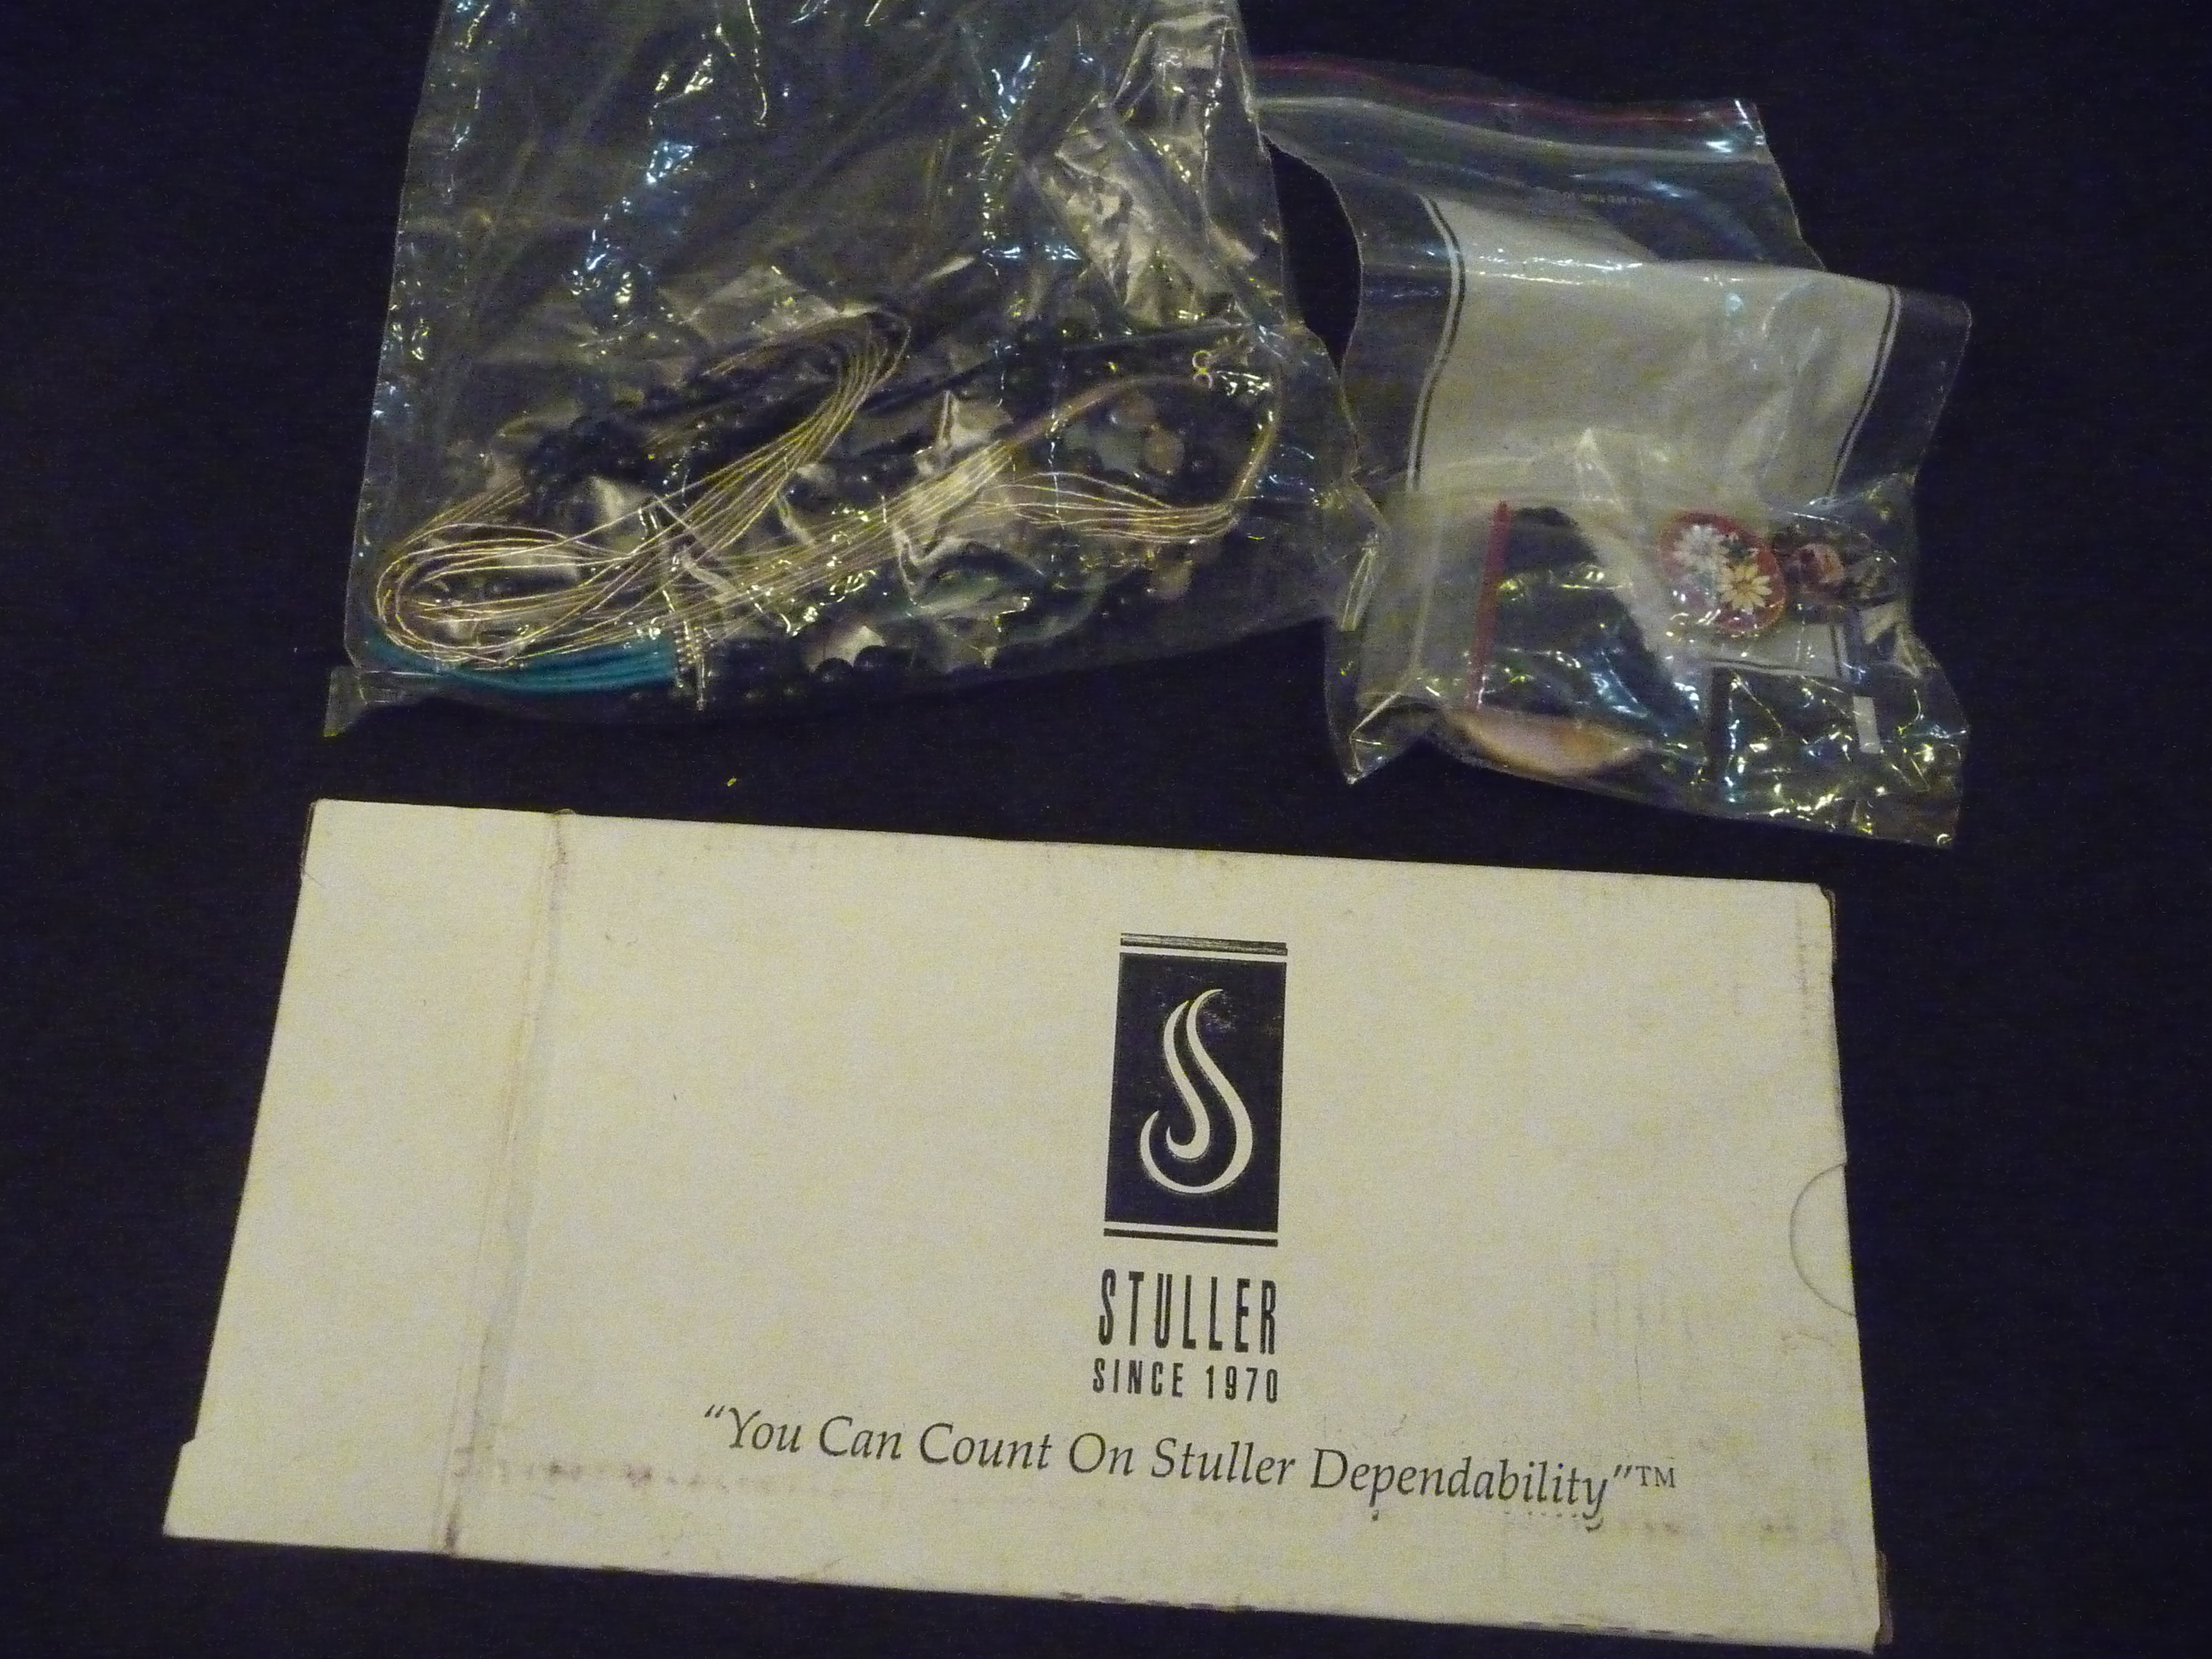 STULLER
SINCE 1970
“You Can Count On Stuller Dependability”™